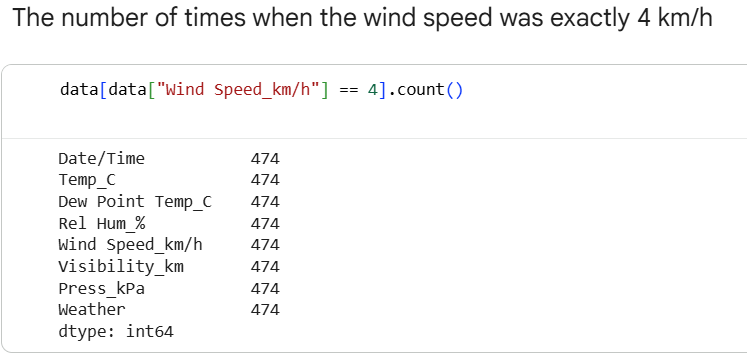 The number of times when the wind speed was exactly 4 km/h
data[data["Wind Speed_km/h"] == 4].count()
Date/Time 474
Temp_C 474
Dew Point Temp_C 474
Rel Hum_% 474
Wind Speed_km/h 474
Visibility_km 474
Press_kPa 474
Weather 474
dtype: int64